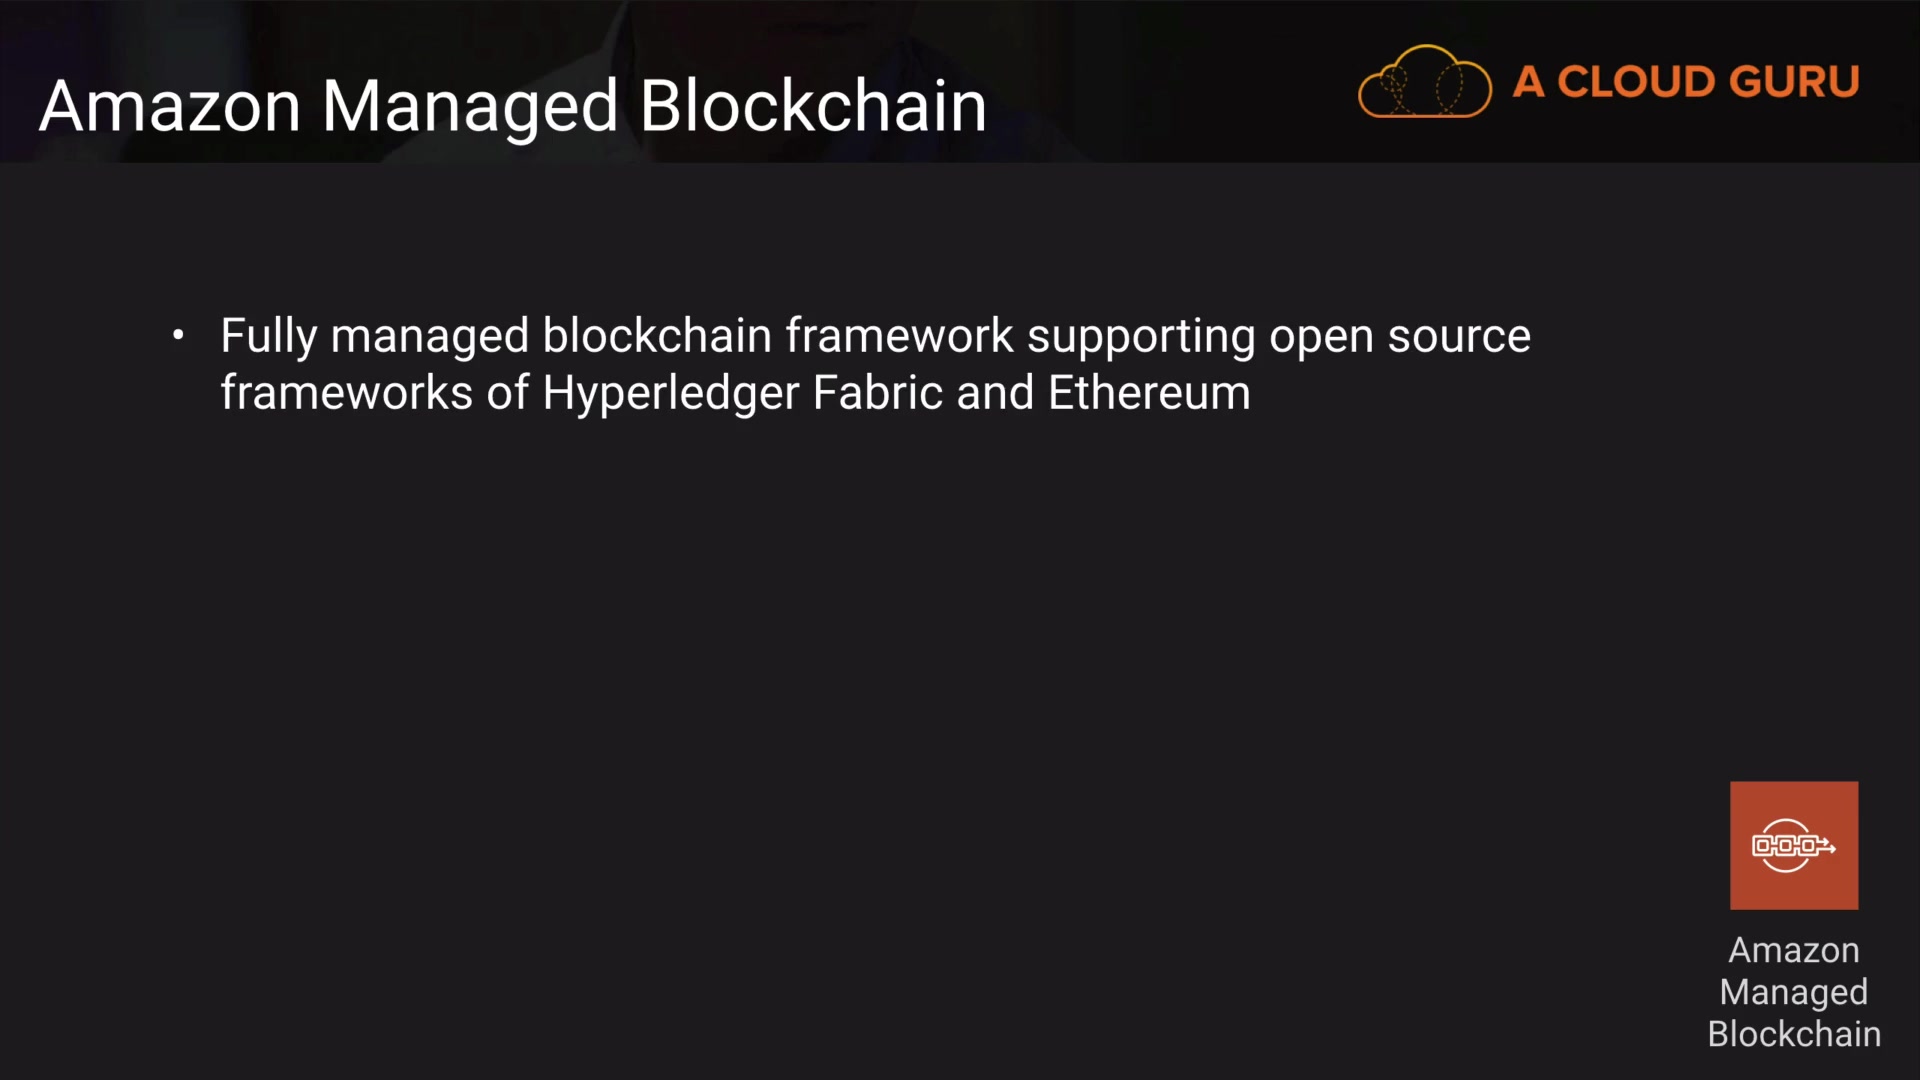 Amazon Managed Blockchain
A CLOUD GURU
• Fully managed blockchain framework supporting open source
frameworks of Hyperledger Fabric and Ethereum
Amazon
Managed
Blockchain